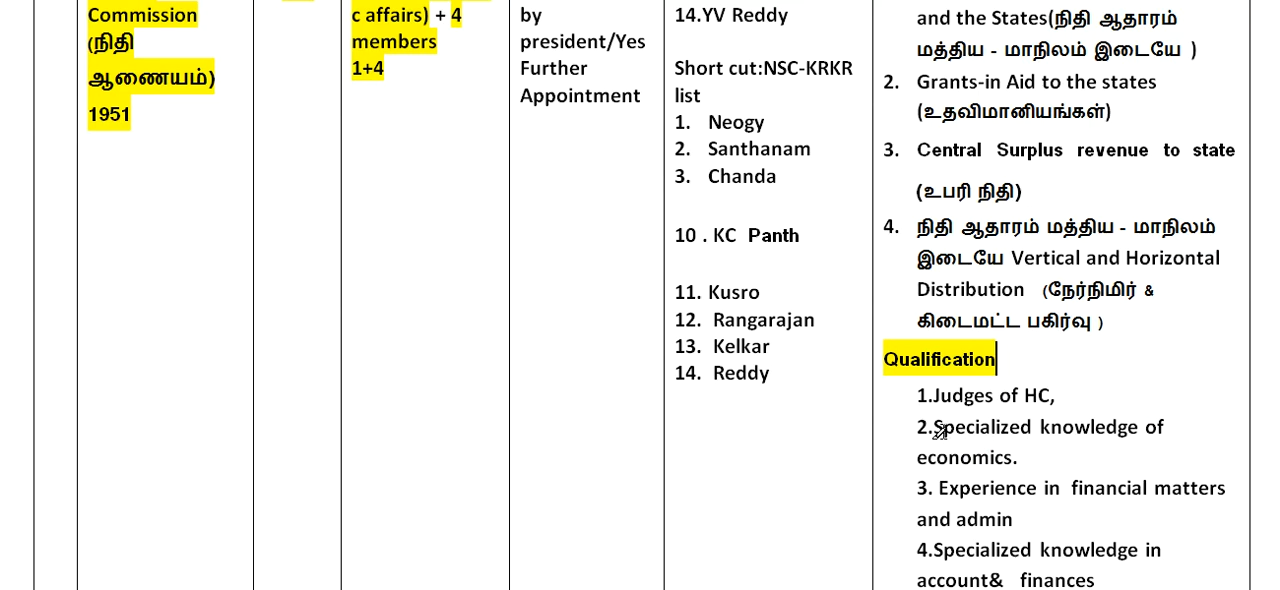 Commission
(நிதி
ஆணையம்)
1951
c affairs) + 4
members
1+4
by
president/Yes
Further
Appointment
14.YV Reddy
Short cut:NSC-KRKR
list
1. Neogy
2. Santhanam
3. Chanda
10 . KC Panth
11. Kusro
12. Rangarajan
13. Kelkar
14. Reddy
and the States(நிதி ஆதாரம்
மத்திய - மாநிலம் இடையே )
2. Grants-in Aid to the states
(உதவிமானியங்கள்)
3. Central Surplus revenue to state
(உபரி நிதி)
4. நிதி ஆதாரம் மத்திய - மாநிலம்
இடையே Vertical and Horizontal
Distribution (நேர்நிமிர் &
கிடைமட்ட பகிர்வு )
Qualification
1.Judges of HC,
2.Specialized knowledge of
economics.
3. Experience in financial matters
and admin
4.Specialized knowledge in
account& finances